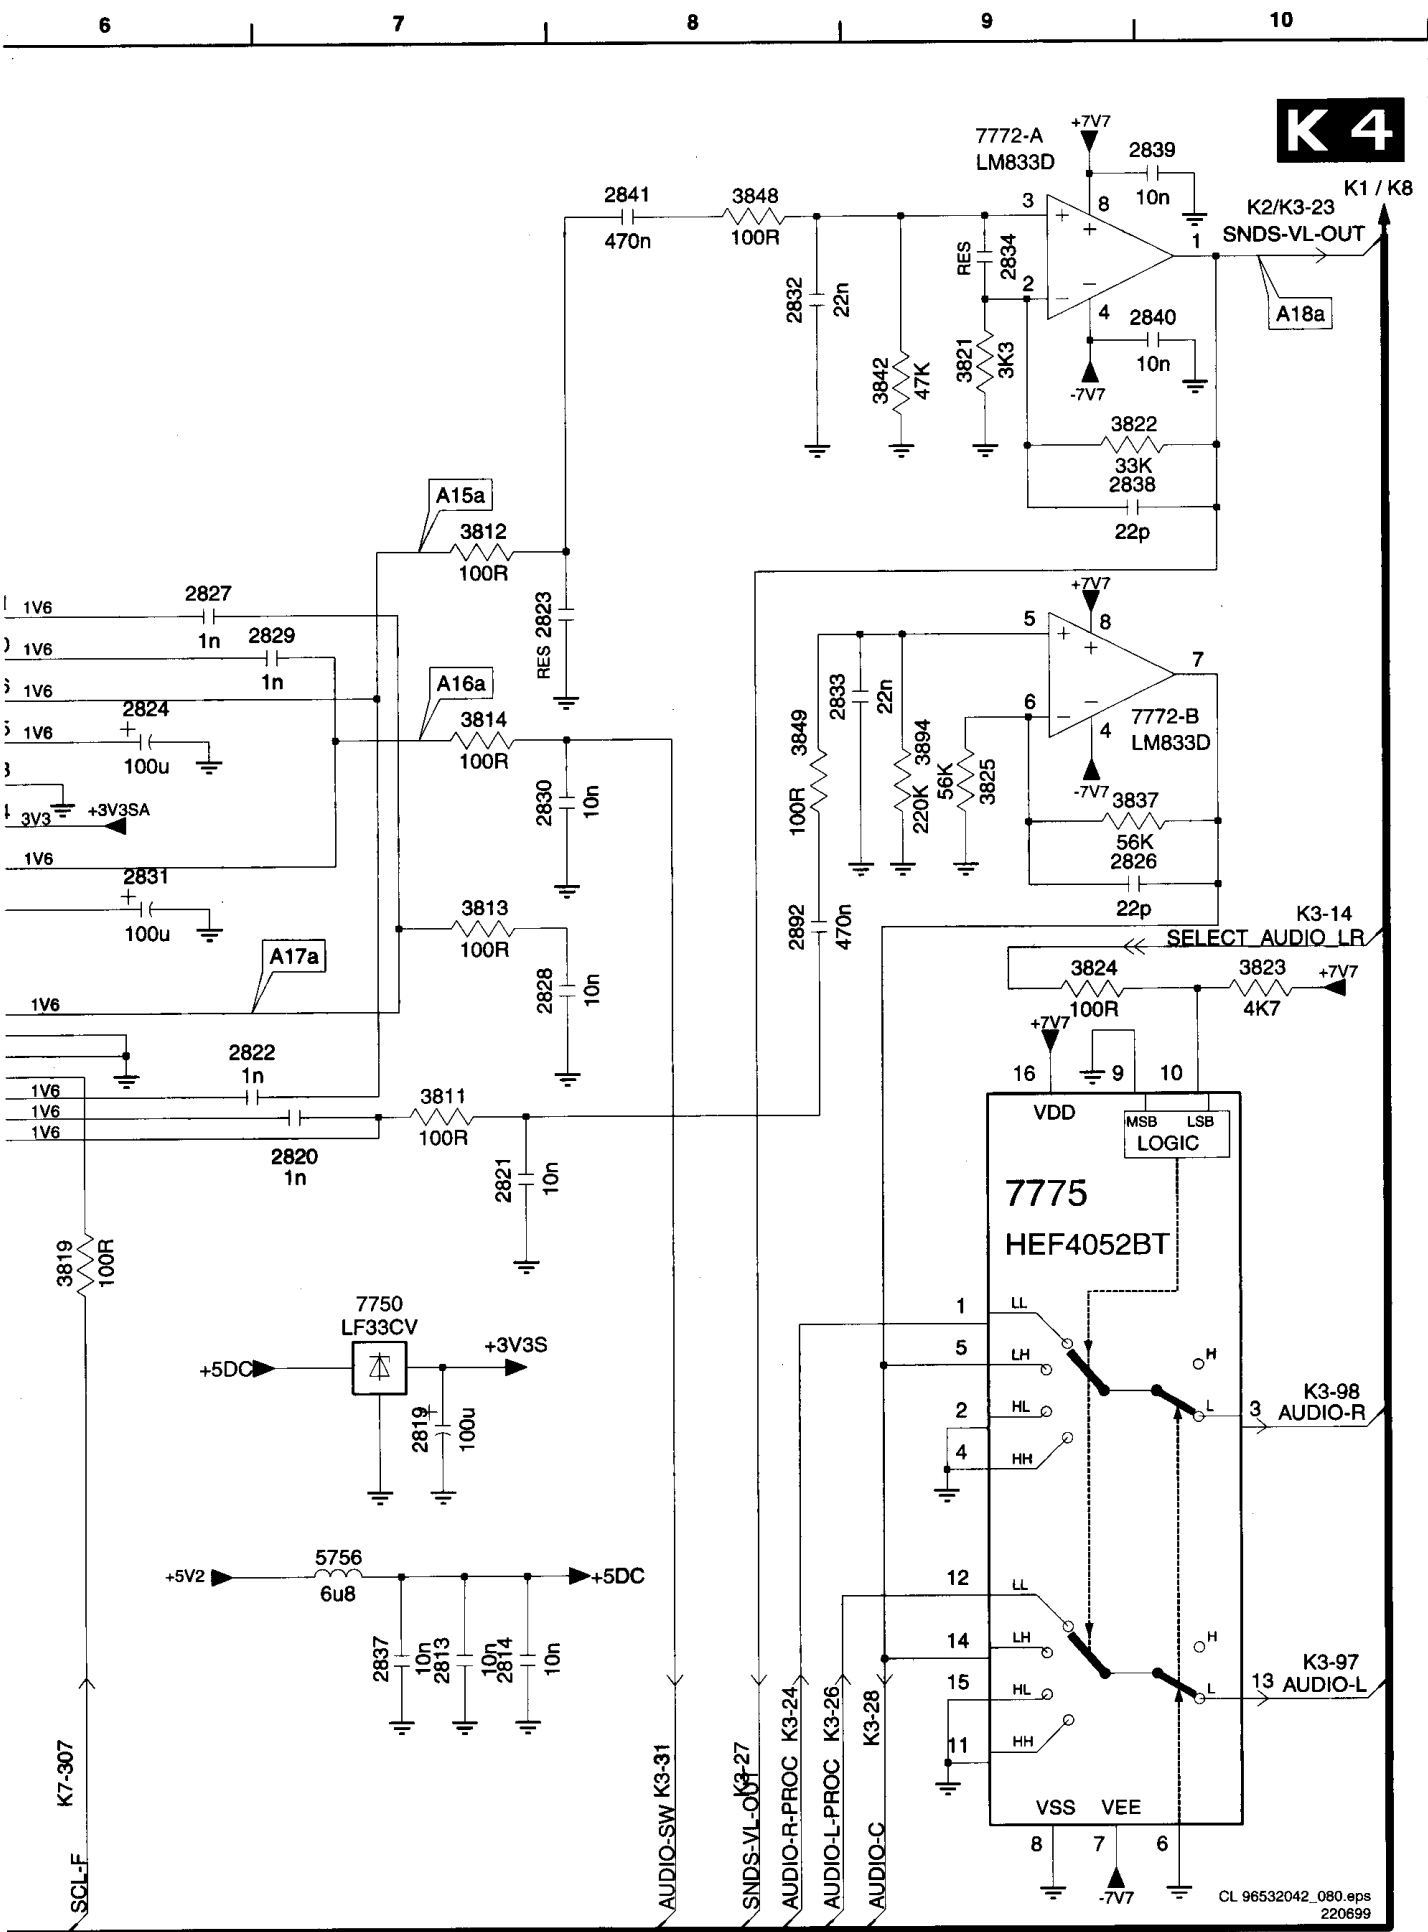 6 7 8 9 10
K 4
7772-A
LM833D
+7V7
2839
10n
K1 / K8
K2/K3-23
SNDS-VL-OUT
2841
470n
3848
100R
3
8
1
2
4
RES 2834
2832
22n
3842
47K
3821
3K3
2840
10n
-7V7
A18a
3822
33K
2838
22p
A15a
3812
100R
RES 2823
2827
1n
1V6
2829
1n
1V6
1V6
A16a
2824
+
100u
1V6
3814
100R
2830
10n
+3V3SA
3V3
1V6
2831
+
100u
3813
100R
A17a
2828
10n
1V6
+7V7
5
8
7
6
4
7772-B
LM833D
-7V7
2833
22n
3849
100R
3894
220K
56K
3825
3837
56K
2826
22p
2892
470n
K3-14
SELECT_AUDIO_LR
3824
100R
3823
4K7
+7V7
+7V7
2822
1n
1V6
1V6
1V6
3811
100R
2820
1n
2821
10n
16 9 10
VDD
MSB LSB
LOGIC
7775
HEF4052BT
3819
100R
7750
LF33CV
+5DC
+3V3S
2819
+
100u
1 LL
5 LH
2 HL
4 HH
H
L
3
K3-98
AUDIO-R
+5V2
5756
6u8
+5DC
2837
10n
2813
10n
2814
10n
12 LL
14 LH
15 HL
11 HH
H
L
13
K3-97
AUDIO-L
VSS VEE
8 7 6
-7V7
SCL-F K7-307
AUDIO-SW K3-31
SNDS-VL-OUT K3-27
AUDIO-R-PROC K3-24
AUDIO-L-PROC K3-26
AUDIO-C K3-28
CL 96532042_080.eps
220699